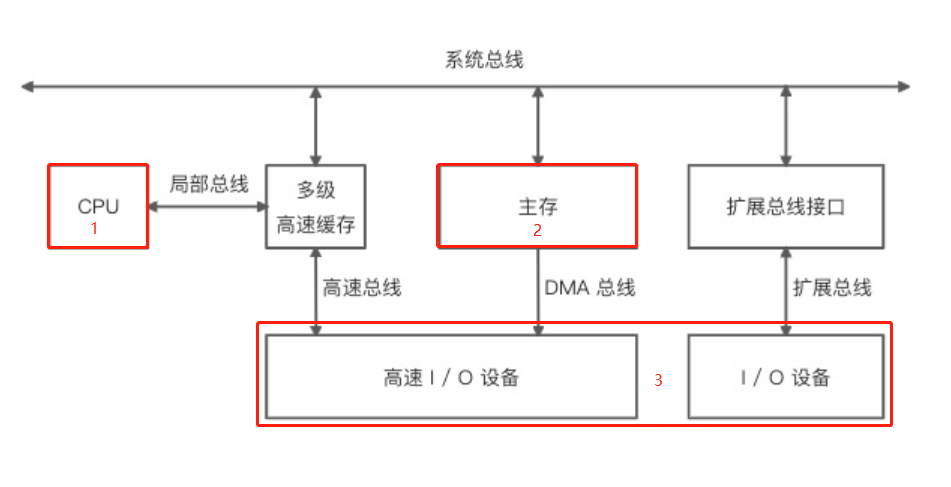 系统总线
CPU
1
局部总线
多级
高速缓存
主存
2
扩展总线接口
高速总线
DMA 总线
扩展总线
高速 I / O 设备
3
I / O 设备